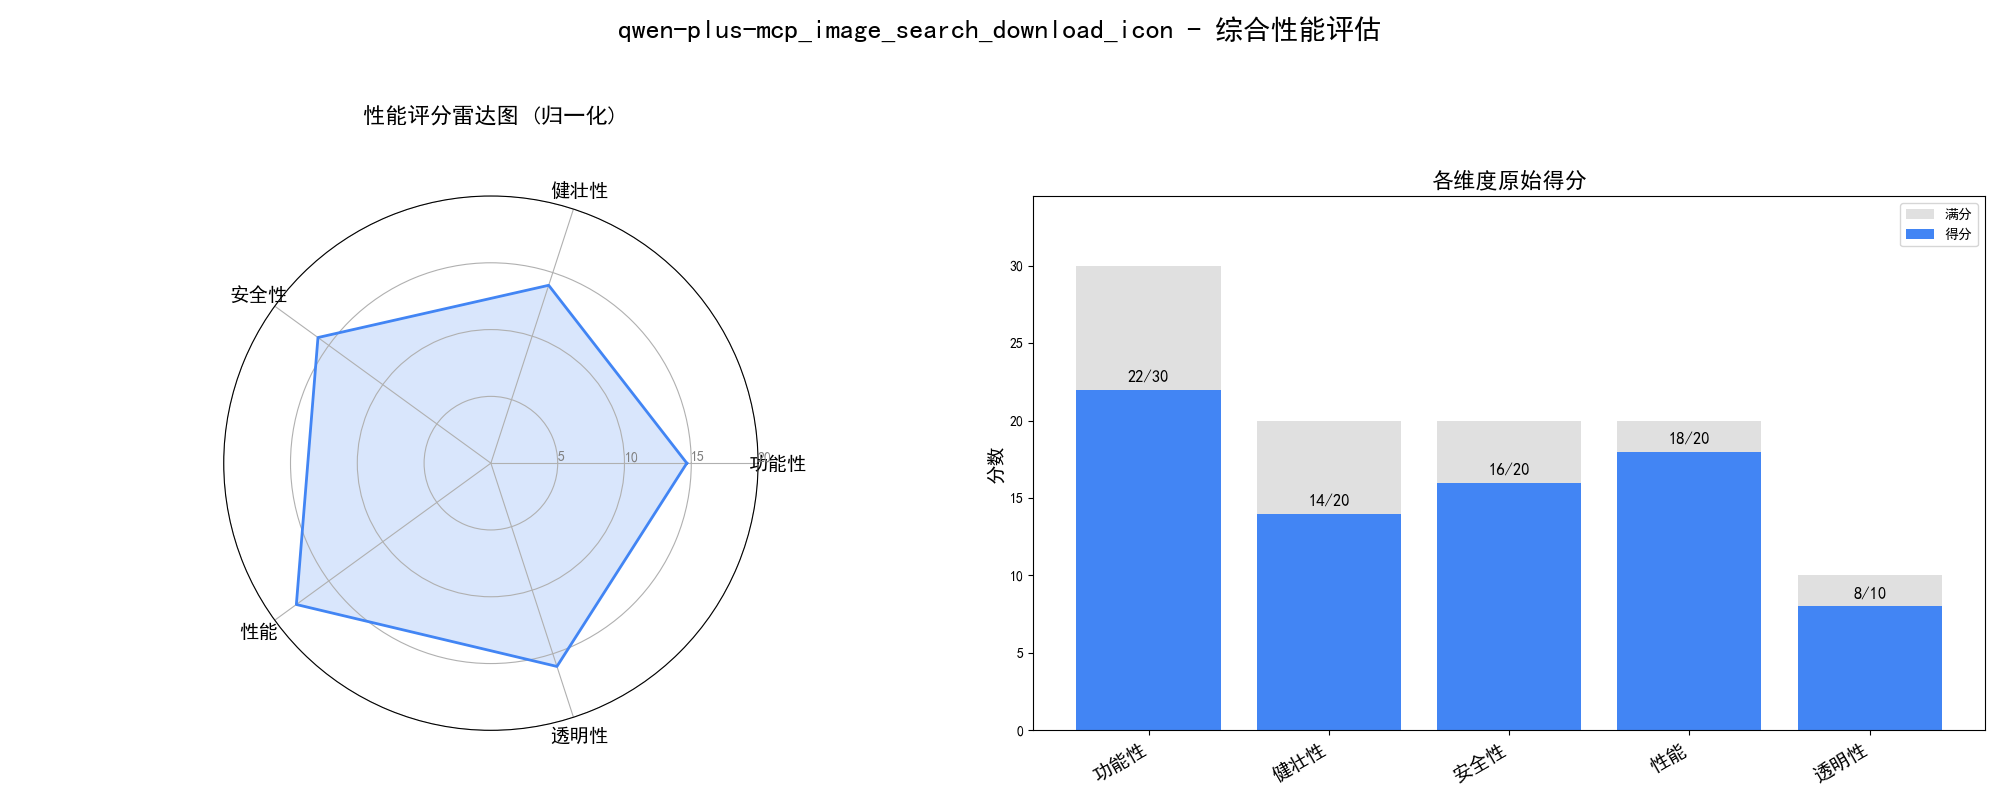 qwen-plus-mcp_image_search_download_icon - 综合性能评估
性能评分雷达图 (归一化)
健壮性
安全性
功能性
性能
透明性
5
10
15
20
各维度原始得分
满分
得分
分数
30
25
20
15
10
5
0
22/30
14/20
16/20
18/20
8/10
功能性
健壮性
安全性
性能
透明性